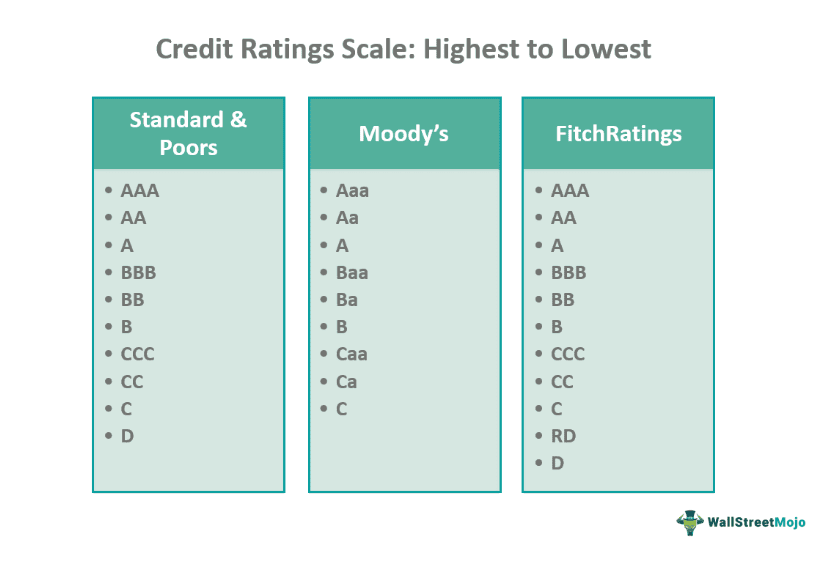 Credit Ratings Scale: Highest to Lowest
Standard &
Poors
• AAA
• AA
• A
• BBB
• BB
• B
• CCC
• CC
• C
• D
Moody’s
• Aaa
• Aa
• A
• Baa
• Ba
• B
• Caa
• Ca
• C
FitchRatings
• AAA
• AA
• A
• BBB
• BB
• B
• CCC
• CC
• C
• RD
• D
WallStreetMojo